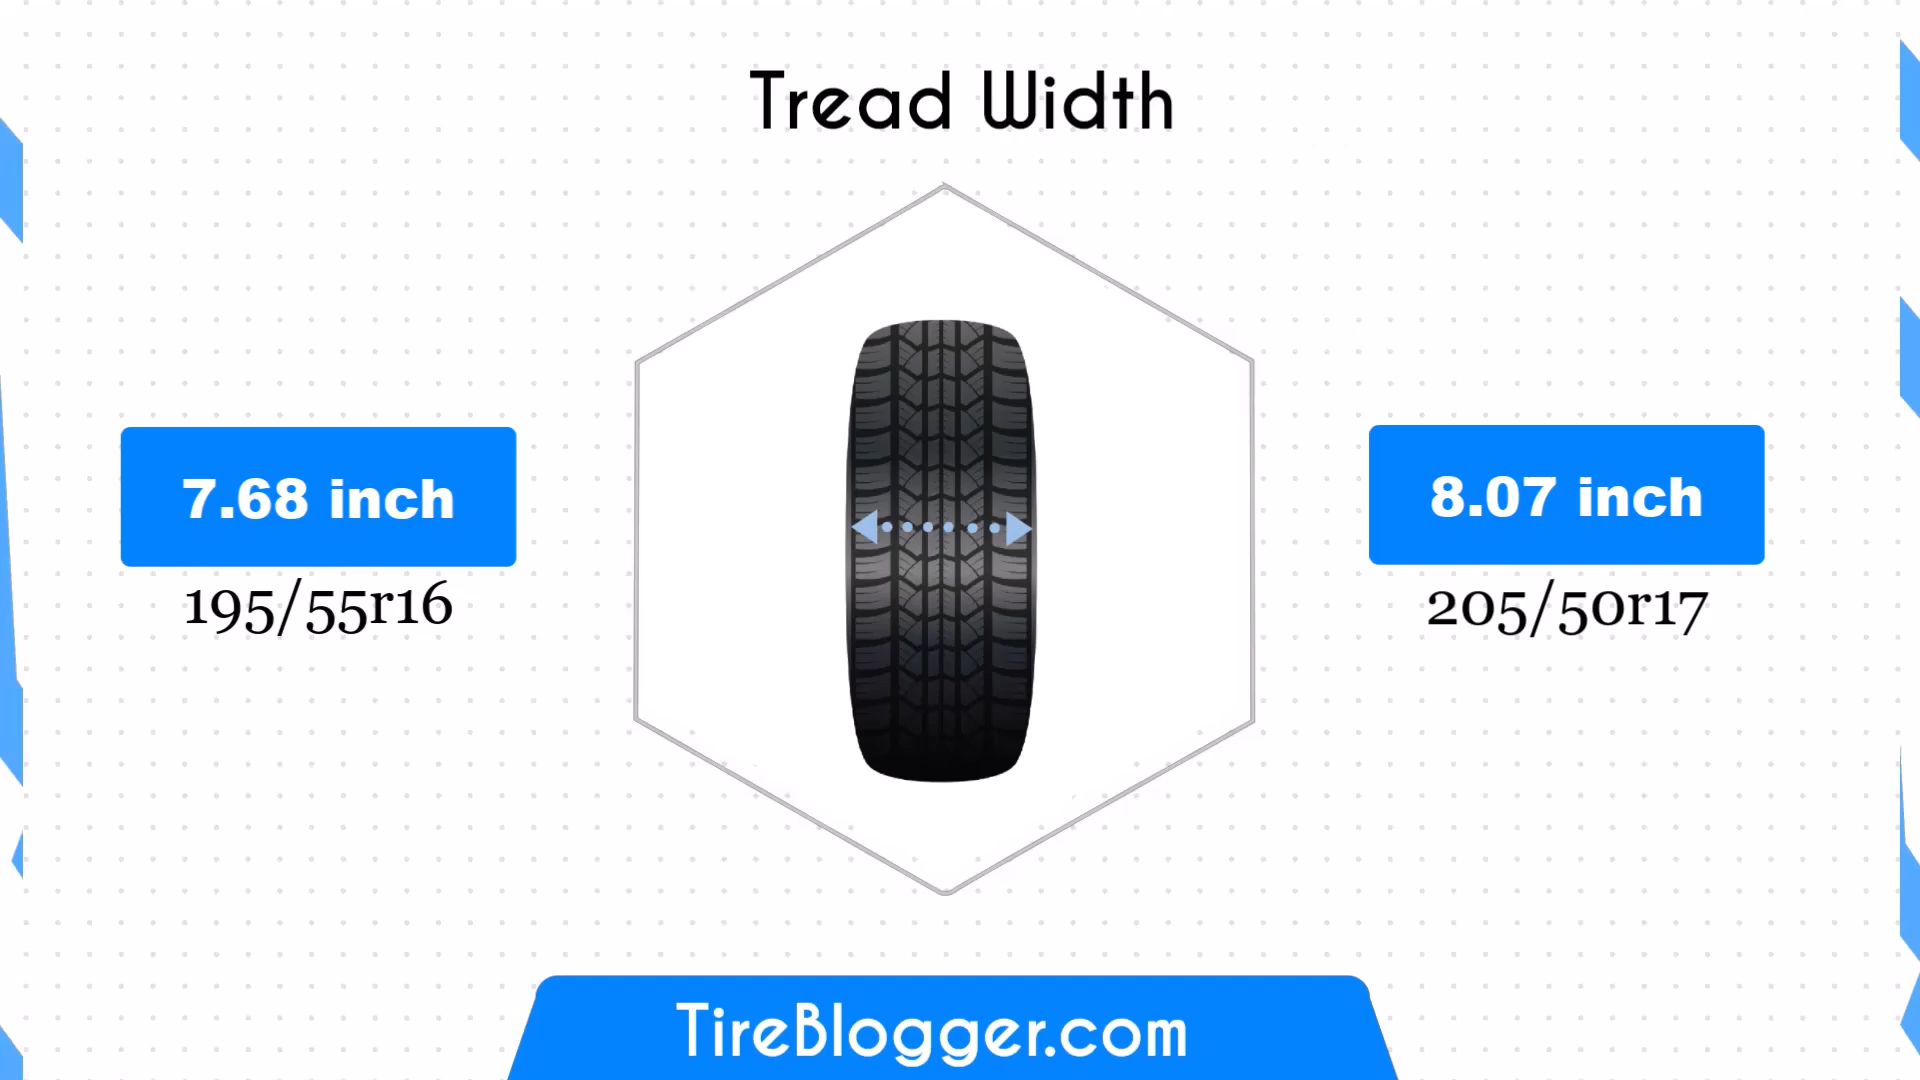 Tread Width
7.68 inch
195/55r16
8.07 inch
205/50r17
TireBlogger.com